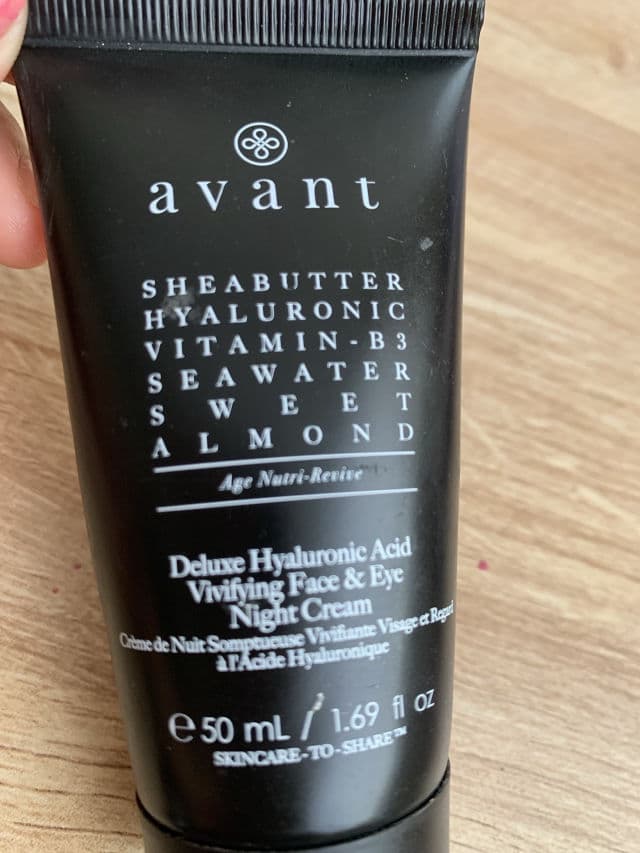 avant
SHEABUTTER
HYALURONIC
VITAMIN-B3
SEAWATER
SWEET
ALMOND
Age Nutri-Revive
Deluxe Hyaluronic Acid
Vivifying Face & Eye
Night Cream
Crème de Nuit Somptueuse Vivifiante Visage et Regard
à l'Acide Hyaluronique
e 50 mL / 1.69 fl oz
SKINCARE-TO-SHARE™